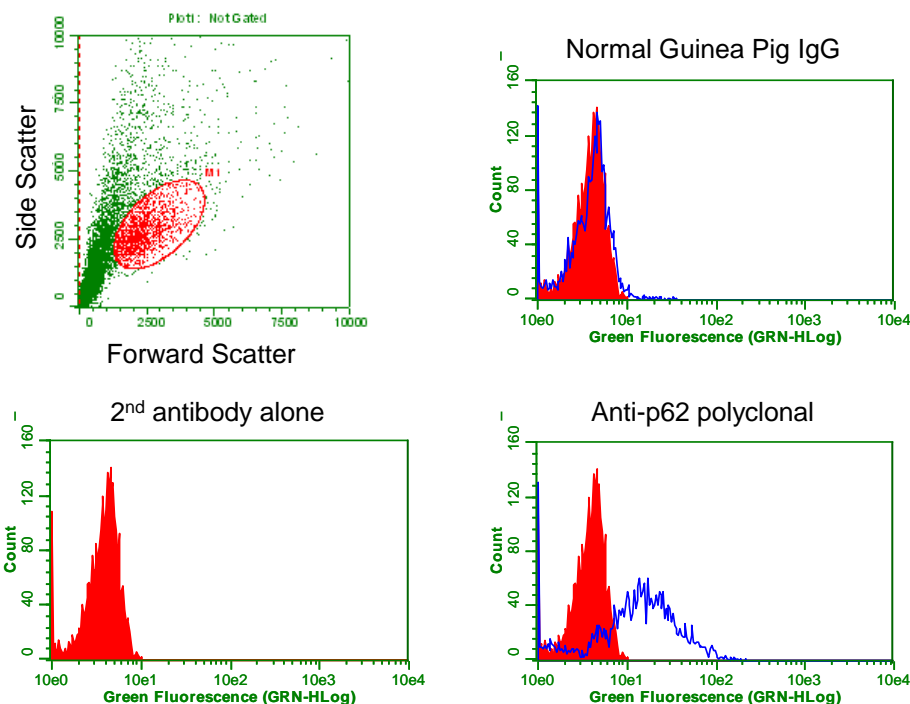 Plot1: Not Gated
10000
7500
5000
2500
0
M1
0 2500 5000 7500 10000
Side Scatter
Forward Scatter
Normal Guinea Pig IgG
160
120
80
40
0
Count
10e0 10e1 10e2 10e3 10e4
Green Fluorescence (GRN-HLog)
2nd antibody alone
160
120
80
40
0
Count
10e0 10e1 10e2 10e3 10e4
Green Fluorescence (GRN-HLog)
Anti-p62 polyclonal
160
120
80
40
0
Count
10e0 10e1 10e2 10e3 10e4
Green Fluorescence (GRN-HLog)